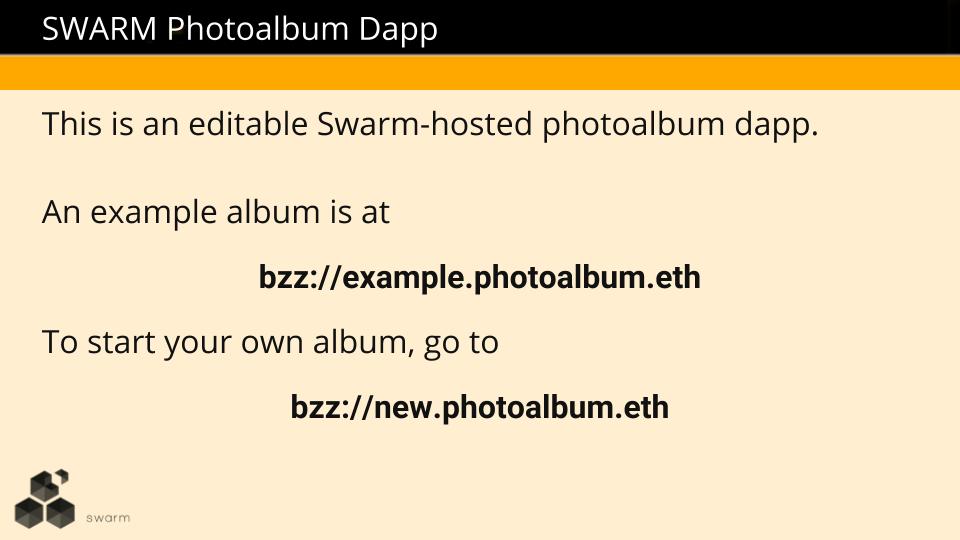 SWARM Photoalbum Dapp
This is an editable Swarm-hosted photoalbum dapp.
An example album is at
bzz://example.photoalbum.eth
To start your own album, go to
bzz://new.photoalbum.eth
swarm